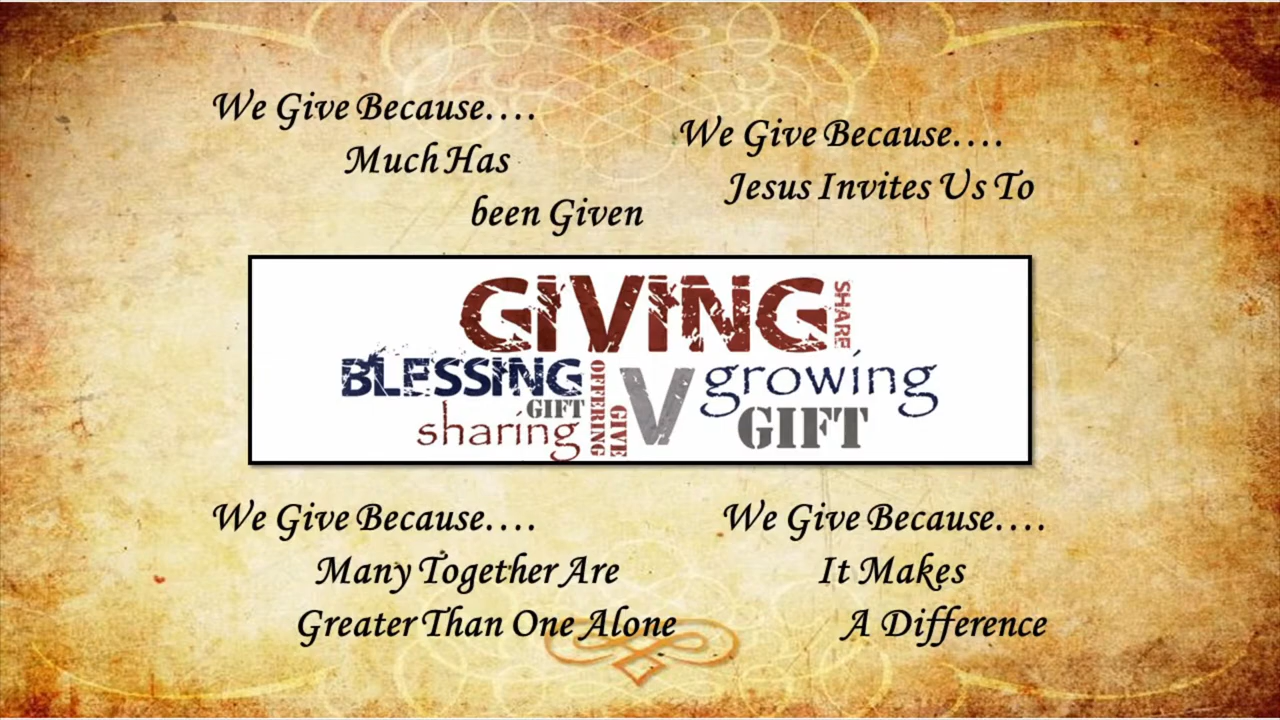 We Give Because....
Much Has
been Given
We Give Because....
Jesus Invites Us To
GIVING
SHARE
BLESSING
GIFT
sharing
OFFERING
GIVE
V
growing
GIFT
We Give Because....
Many Together Are
Greater Than One Alone
We Give Because....
It Makes
A Difference